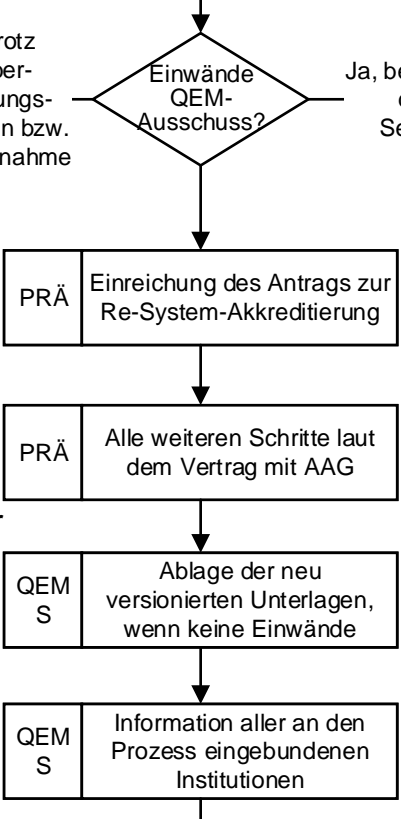 rotz
ber-
ungs-
n bzw.
nahme
Einwände
QEM-
Ausschuss?
Ja, be
Se
PRÄ
Einreichung des Antrags zur
Re-System-Akkreditierung
PRÄ
Alle weiteren Schritte laut
dem Vertrag mit AAG
QEM
S
Ablage der neu
versionierten Unterlagen,
wenn keine Einwände
QEM
S
Information aller an den
Prozess eingebundenen
Institutionen